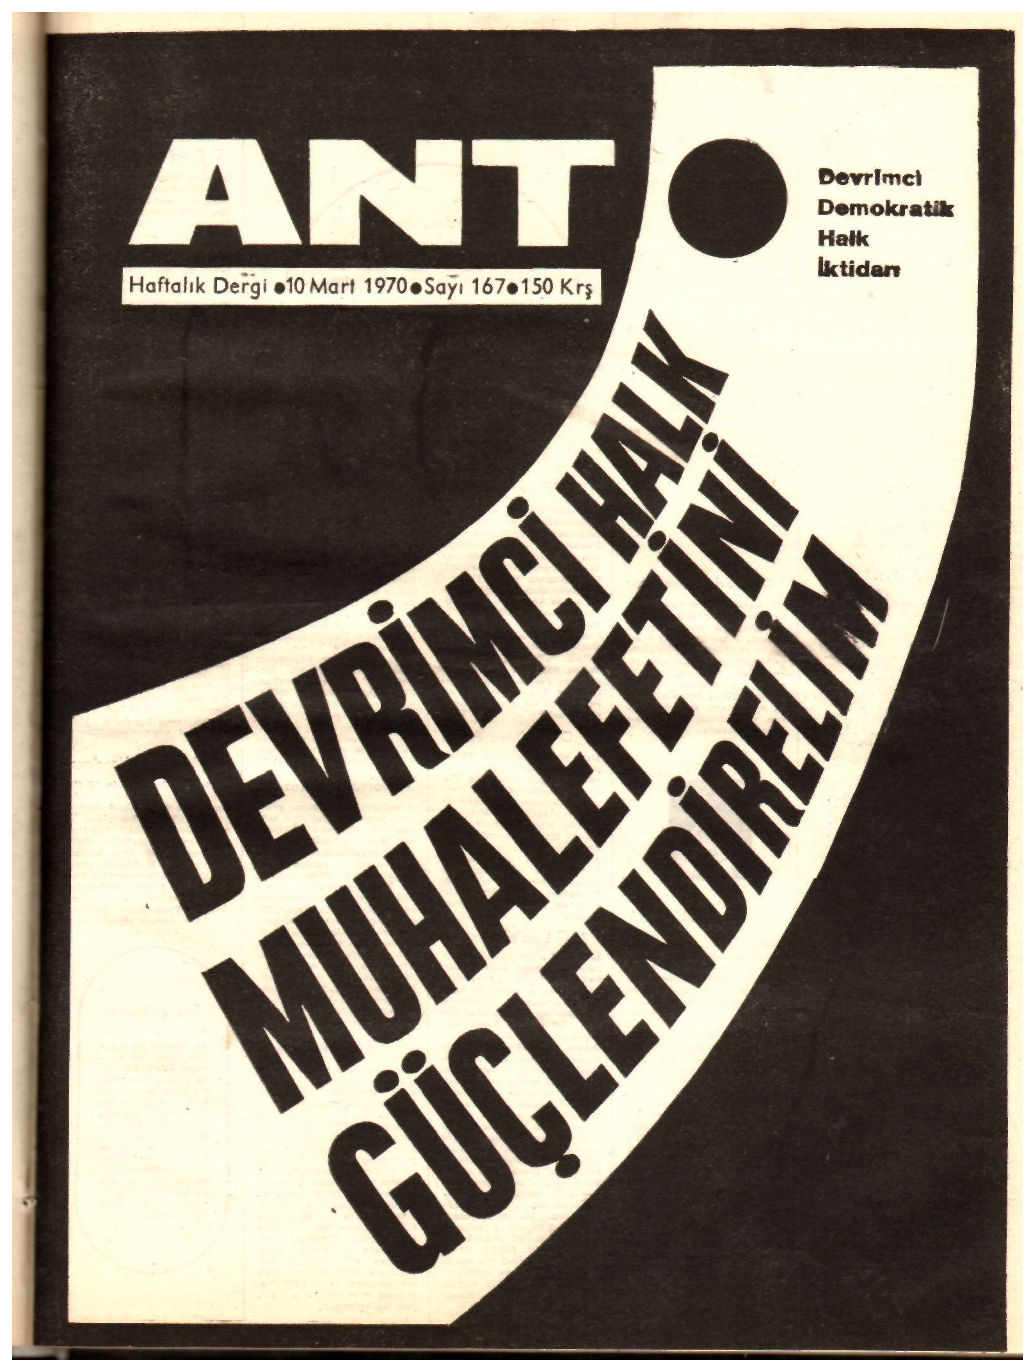 ANT
Haftalık Dergi ●10 Mart 1970●Sayı 167●150 Krş
Devrimci
Demokratik
Halk
İktidarı
DEVRİMCİ HALK
MUHALEFETİNİ
GÜÇLENDİRELİM